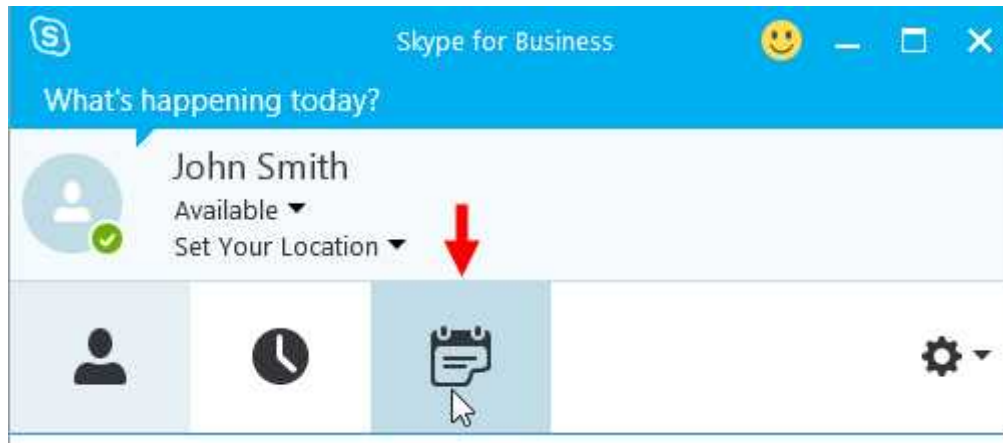 Skype for Business
What's happening today?
John Smith
Available
Set Your Location